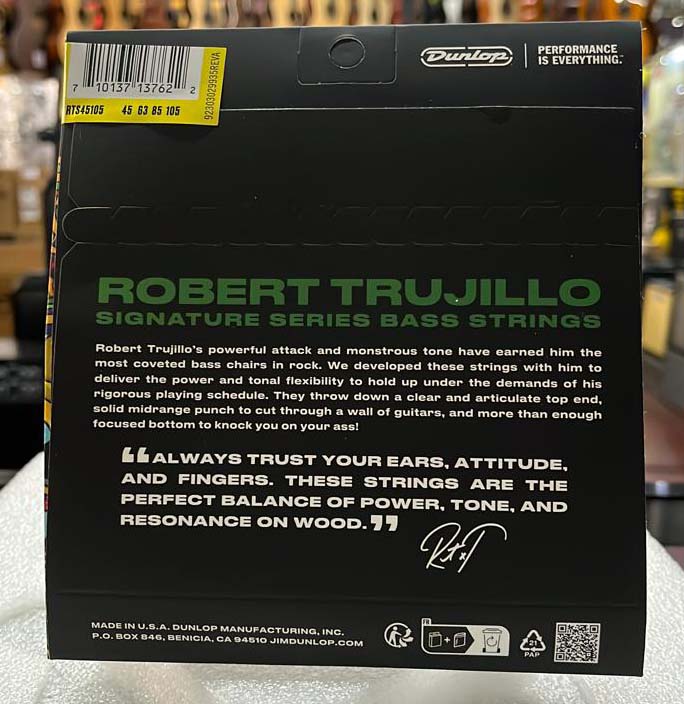 7 10137 13762 2
RTS45105 45 63 85 105
92303029935REVA
Dunlop PERFORMANCE
IS EVERYTHING.™
ROBERT TRUJILLO
SIGNATURE SERIES BASS STRINGS
Robert Trujillo's powerful attack and monstrous tone have earned him the
most coveted bass chairs in rock. We developed these strings with him to
deliver the power and tonal flexibility to hold up under the demands of his
rigorous playing schedule. They throw down a clear and articulate top end,
solid midrange punch to cut through a wall of guitars, and more than enough
focused bottom to knock you on your ass!
“ALWAYS TRUST YOUR EARS, ATTITUDE,
AND FINGERS. THESE STRINGS ARE THE
PERFECT BALANCE OF POWER, TONE, AND
RESONANCE ON WOOD.”
MADE IN U.S.A. DUNLOP MANUFACTURING, INC.
P.O. BOX 846, BENICIA, CA 94510 JIMDUNLOP.COM
FR
+
21
PAP